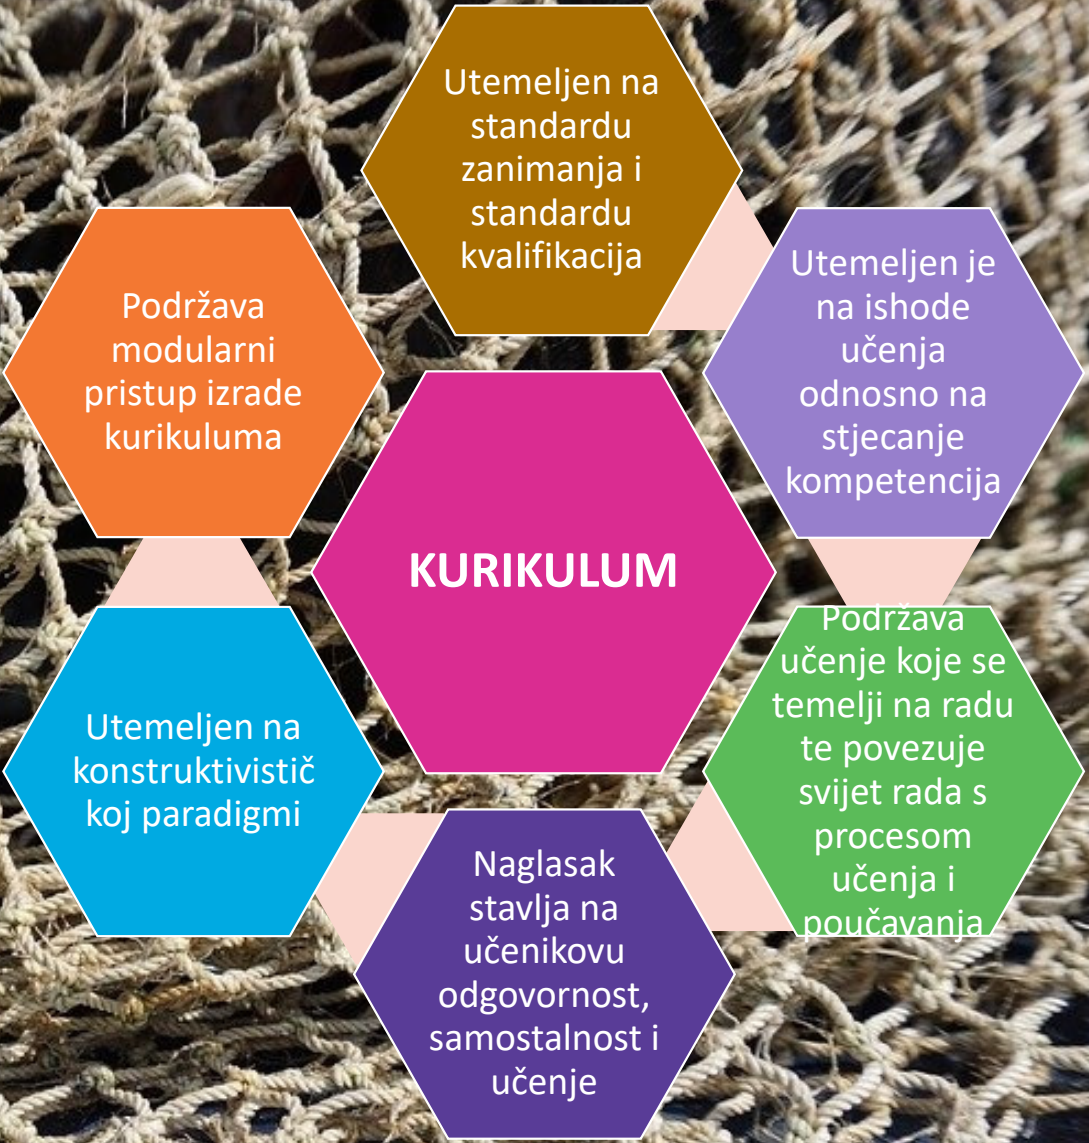 Utemeljen na
standardu
zanimanja i
standardu
kvalifikacija
Utemeljen je
na ishode
učenja
odnosno na
stjecanje
kompetencija
Podržava
učenje koje se
temelji na radu
te povezuje
svijet rada s
procesom
učenja i
poučavanja
Naglasak
stavlja na
učenikovu
odgovornost,
samostalnost i
učenje
Utemeljen na
konstruktivistič
koj paradigmi
Podržava
modularni
pristup izrade
kurikuluma
KURIKULUM